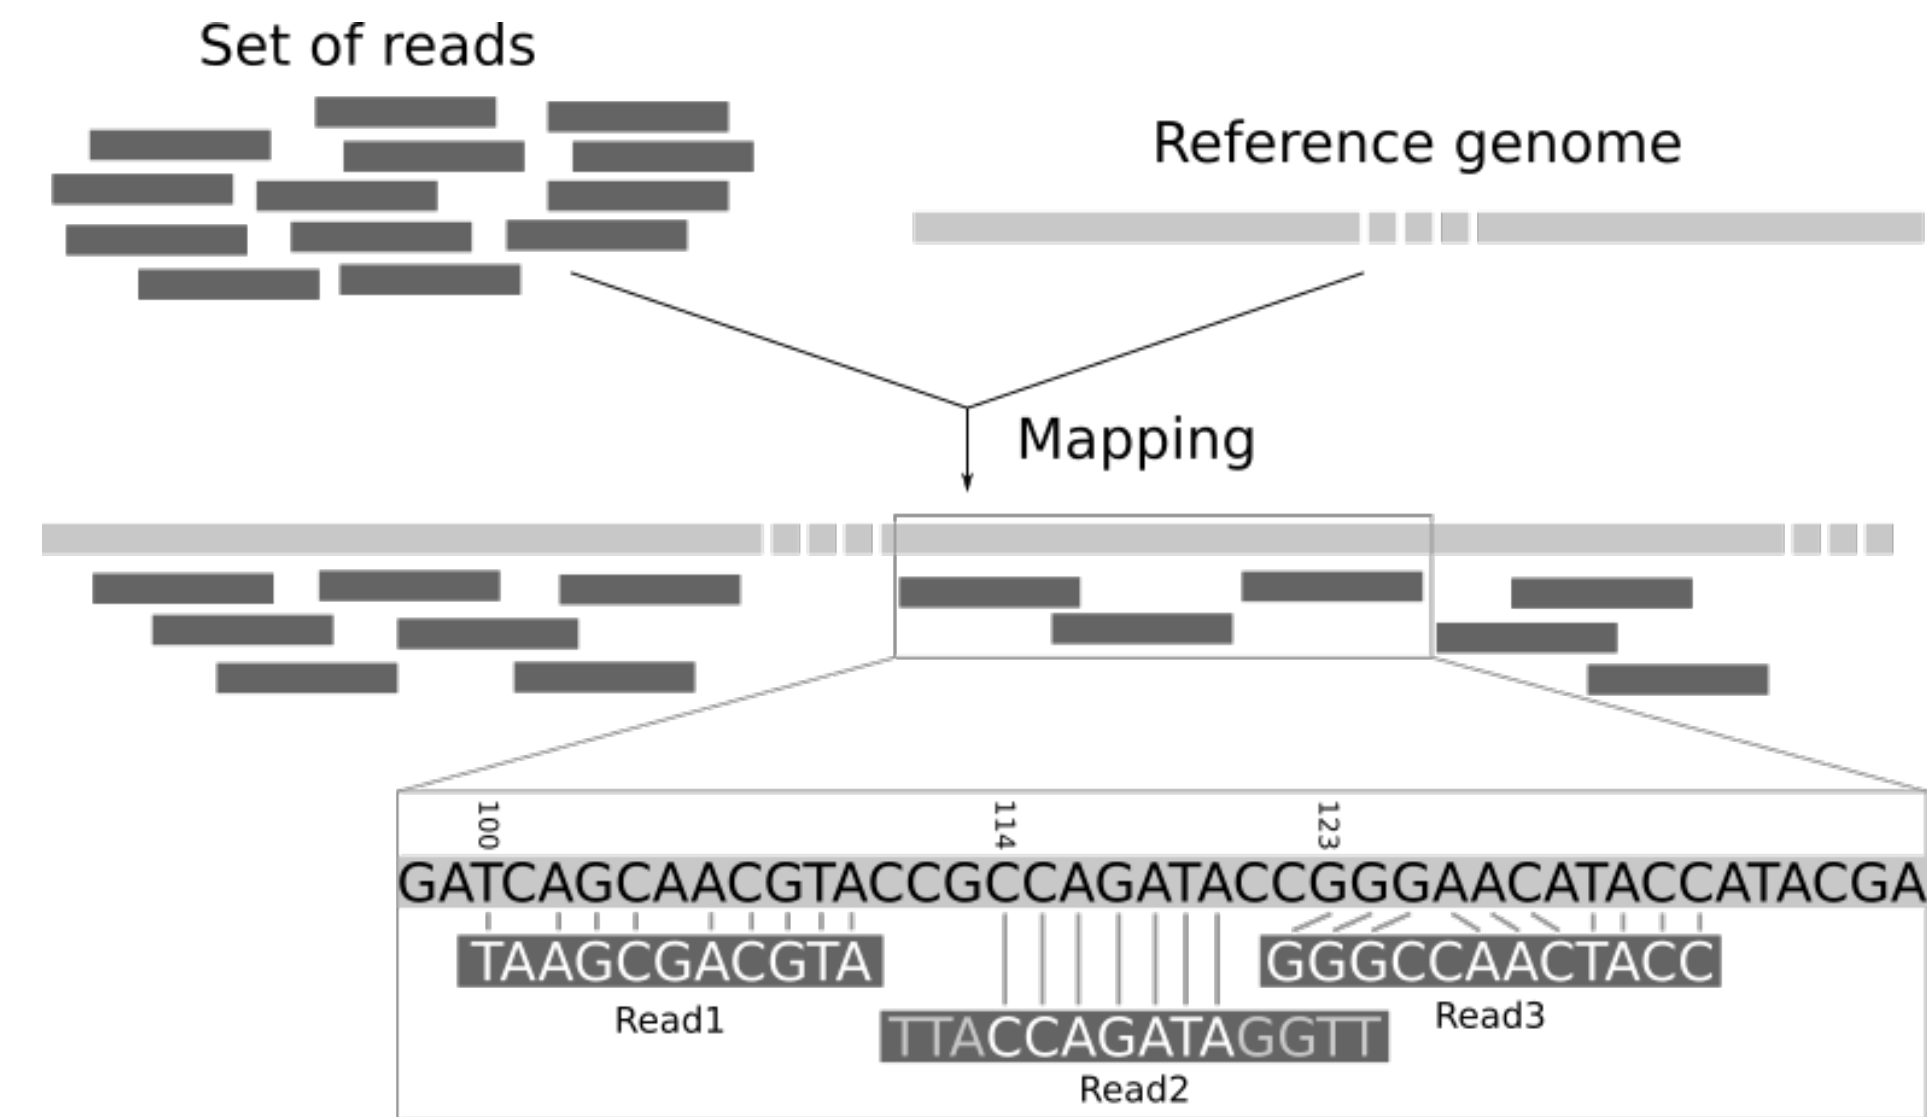 Set of reads
Reference genome
Mapping
100 114 123
GATCAGCAACGTACCGCCAGATACCGGGAACATACCATACGA
TAAGCGACGTA GGGCCAACTACC
Read1 Read3
TTACCAGATAGGTT
Read2